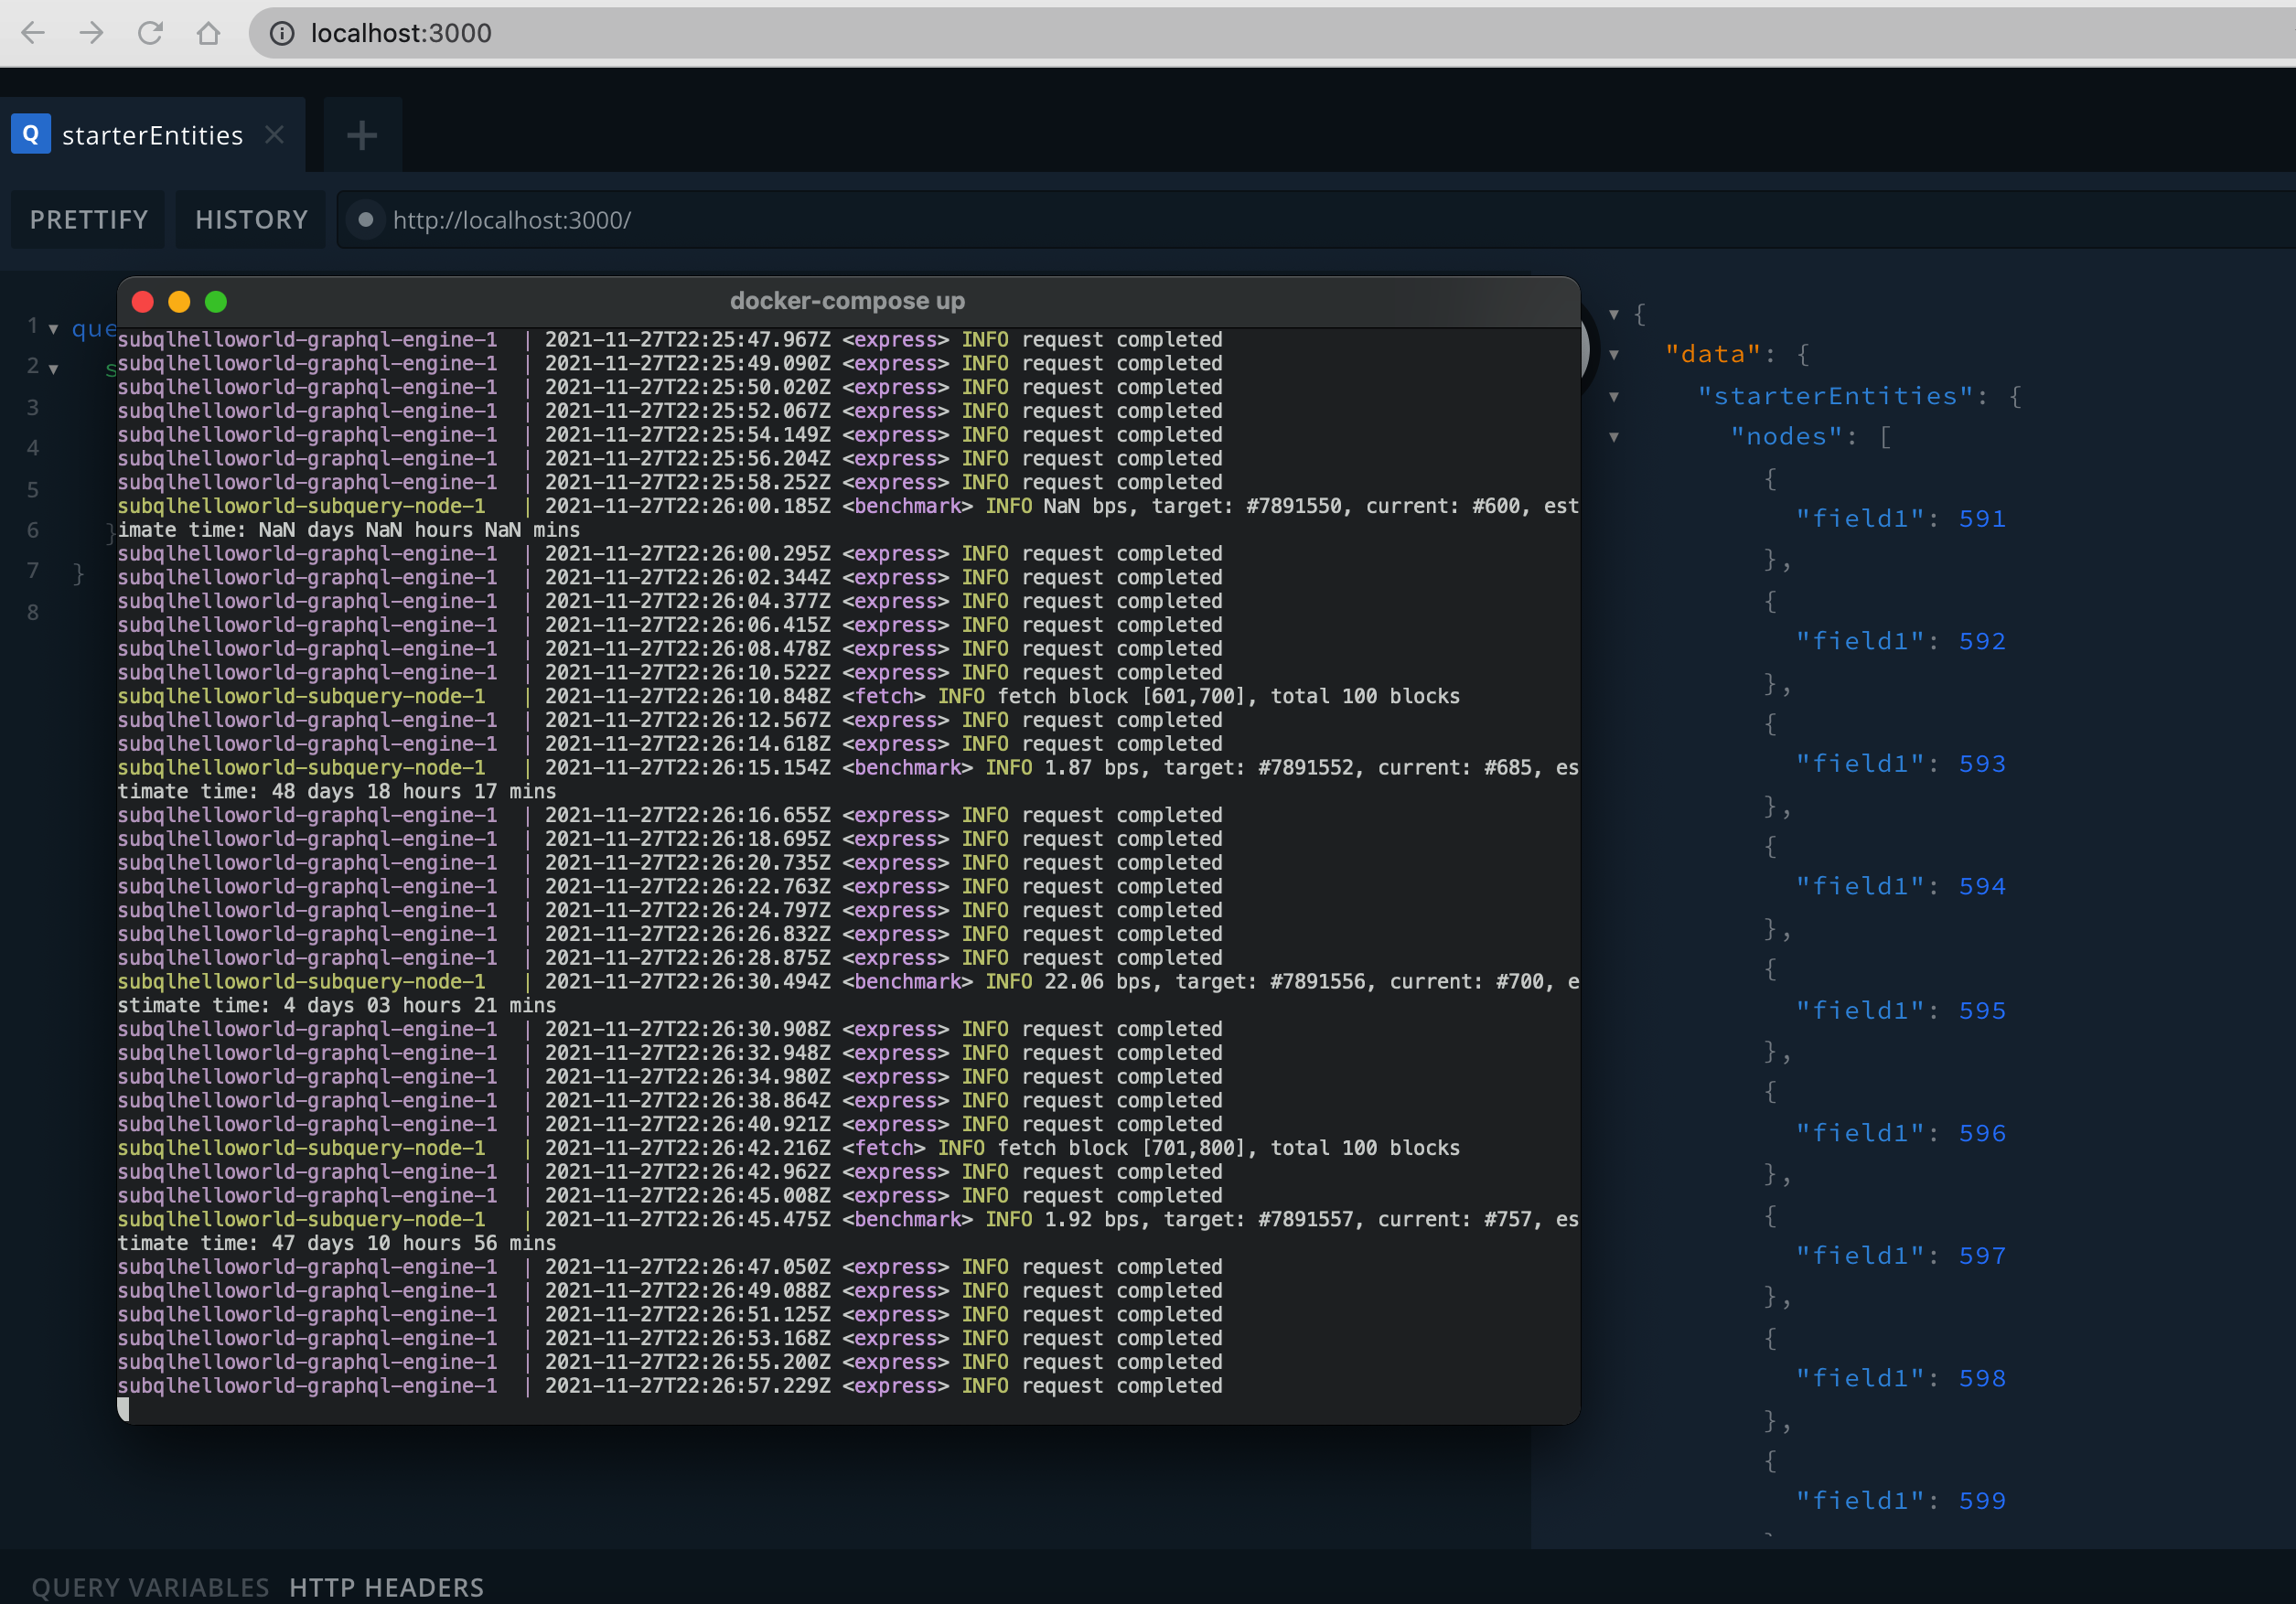 localhost:3000
Q starterEntities
PRETTIFY HISTORY http://localhost:3000/
docker-compose up
1 que
2 s
3
4
5
6 }
7 }
8
subqlhelloworld-graphql-engine-1 | 2021-11-27T22:25:47.967Z <express> INFO request completed
subqlhelloworld-graphql-engine-1 | 2021-11-27T22:25:49.090Z <express> INFO request completed
subqlhelloworld-graphql-engine-1 | 2021-11-27T22:25:50.020Z <express> INFO request completed
subqlhelloworld-graphql-engine-1 | 2021-11-27T22:25:52.067Z <express> INFO request completed
subqlhelloworld-graphql-engine-1 | 2021-11-27T22:25:54.149Z <express> INFO request completed
subqlhelloworld-graphql-engine-1 | 2021-11-27T22:25:56.204Z <express> INFO request completed
subqlhelloworld-graphql-engine-1 | 2021-11-27T22:25:58.252Z <express> INFO request completed
subqlhelloworld-subquery-node-1 | 2021-11-27T22:26:00.185Z <benchmark> INFO NaN bps, target: #7891550, current: #600, est
imate time: NaN days NaN hours NaN mins
subqlhelloworld-graphql-engine-1 | 2021-11-27T22:26:00.295Z <express> INFO request completed
subqlhelloworld-graphql-engine-1 | 2021-11-27T22:26:02.344Z <express> INFO request completed
subqlhelloworld-graphql-engine-1 | 2021-11-27T22:26:04.377Z <express> INFO request completed
subqlhelloworld-graphql-engine-1 | 2021-11-27T22:26:06.415Z <express> INFO request completed
subqlhelloworld-graphql-engine-1 | 2021-11-27T22:26:08.478Z <express> INFO request completed
subqlhelloworld-graphql-engine-1 | 2021-11-27T22:26:10.522Z <express> INFO request completed
subqlhelloworld-subquery-node-1 | 2021-11-27T22:26:10.848Z <fetch> INFO fetch block [601,700], total 100 blocks
subqlhelloworld-graphql-engine-1 | 2021-11-27T22:26:12.567Z <express> INFO request completed
subqlhelloworld-graphql-engine-1 | 2021-11-27T22:26:14.618Z <express> INFO request completed
subqlhelloworld-subquery-node-1 | 2021-11-27T22:26:15.154Z <benchmark> INFO 1.87 bps, target: #7891552, current: #685, es
timate time: 48 days 18 hours 17 mins
subqlhelloworld-graphql-engine-1 | 2021-11-27T22:26:16.655Z <express> INFO request completed
subqlhelloworld-graphql-engine-1 | 2021-11-27T22:26:18.695Z <express> INFO request completed
subqlhelloworld-graphql-engine-1 | 2021-11-27T22:26:20.735Z <express> INFO request completed
subqlhelloworld-graphql-engine-1 | 2021-11-27T22:26:22.763Z <express> INFO request completed
subqlhelloworld-graphql-engine-1 | 2021-11-27T22:26:24.797Z <express> INFO request completed
subqlhelloworld-graphql-engine-1 | 2021-11-27T22:26:26.832Z <express> INFO request completed
subqlhelloworld-graphql-engine-1 | 2021-11-27T22:26:28.875Z <express> INFO request completed
subqlhelloworld-subquery-node-1 | 2021-11-27T22:26:30.494Z <benchmark> INFO 22.06 bps, target: #7891556, current: #700, e
stimate time: 4 days 03 hours 21 mins
subqlhelloworld-graphql-engine-1 | 2021-11-27T22:26:30.908Z <express> INFO request completed
subqlhelloworld-graphql-engine-1 | 2021-11-27T22:26:32.948Z <express> INFO request completed
subqlhelloworld-graphql-engine-1 | 2021-11-27T22:26:34.980Z <express> INFO request completed
subqlhelloworld-graphql-engine-1 | 2021-11-27T22:26:38.864Z <express> INFO request completed
subqlhelloworld-graphql-engine-1 | 2021-11-27T22:26:40.921Z <express> INFO request completed
subqlhelloworld-subquery-node-1 | 2021-11-27T22:26:42.216Z <fetch> INFO fetch block [701,800], total 100 blocks
subqlhelloworld-graphql-engine-1 | 2021-11-27T22:26:42.962Z <express> INFO request completed
subqlhelloworld-graphql-engine-1 | 2021-11-27T22:26:45.008Z <express> INFO request completed
subqlhelloworld-subquery-node-1 | 2021-11-27T22:26:45.475Z <benchmark> INFO 1.92 bps, target: #7891557, current: #757, es
timate time: 47 days 10 hours 56 mins
subqlhelloworld-graphql-engine-1 | 2021-11-27T22:26:47.050Z <express> INFO request completed
subqlhelloworld-graphql-engine-1 | 2021-11-27T22:26:49.088Z <express> INFO request completed
subqlhelloworld-graphql-engine-1 | 2021-11-27T22:26:51.125Z <express> INFO request completed
subqlhelloworld-graphql-engine-1 | 2021-11-27T22:26:53.168Z <express> INFO request completed
subqlhelloworld-graphql-engine-1 | 2021-11-27T22:26:55.200Z <express> INFO request completed
subqlhelloworld-graphql-engine-1 | 2021-11-27T22:26:57.229Z <express> INFO request completed
{
"data": {
"starterEntities": {
"nodes": [
{
"field1": 591
},
{
"field1": 592
},
{
"field1": 593
},
{
"field1": 594
},
{
"field1": 595
},
{
"field1": 596
},
{
"field1": 597
},
{
"field1": 598
},
{
"field1": 599
QUERY VARIABLES HTTP HEADERS